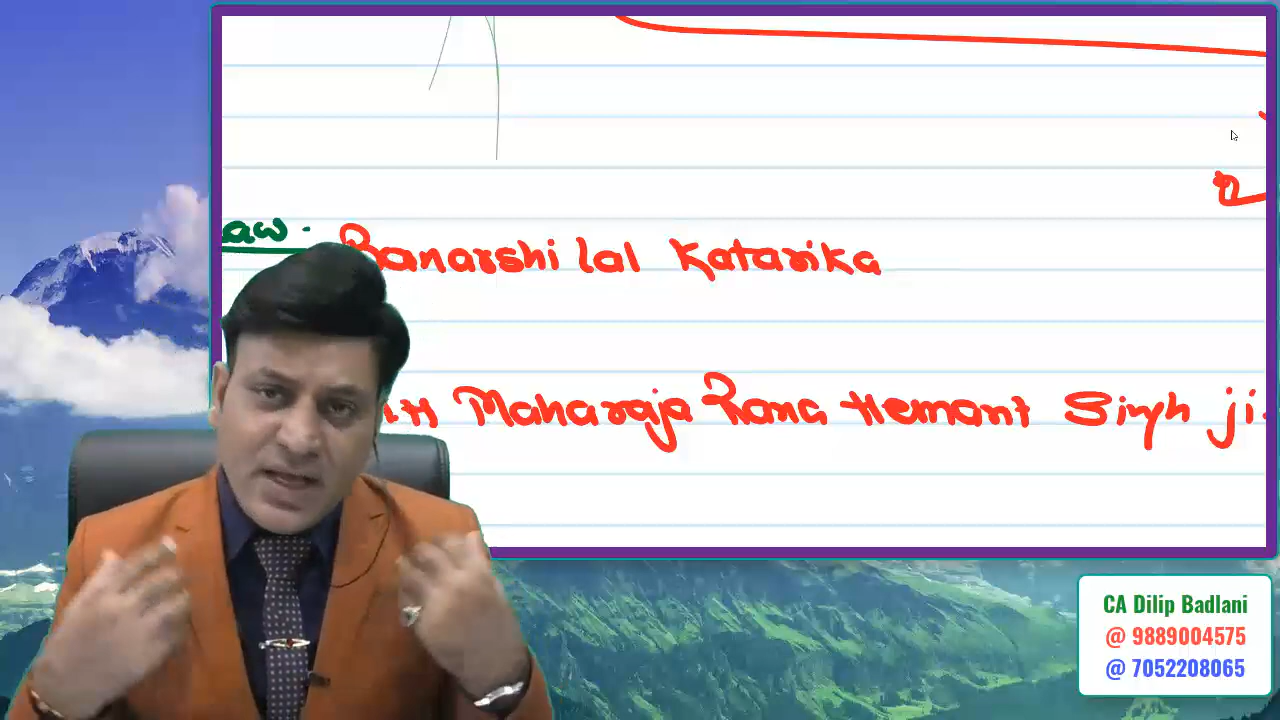 aw.
Banarshi lal Katarika
Maharaja Rana Hemant Singh ji.
CA Dilip Badlani
@ 9889004575
@ 7052208065